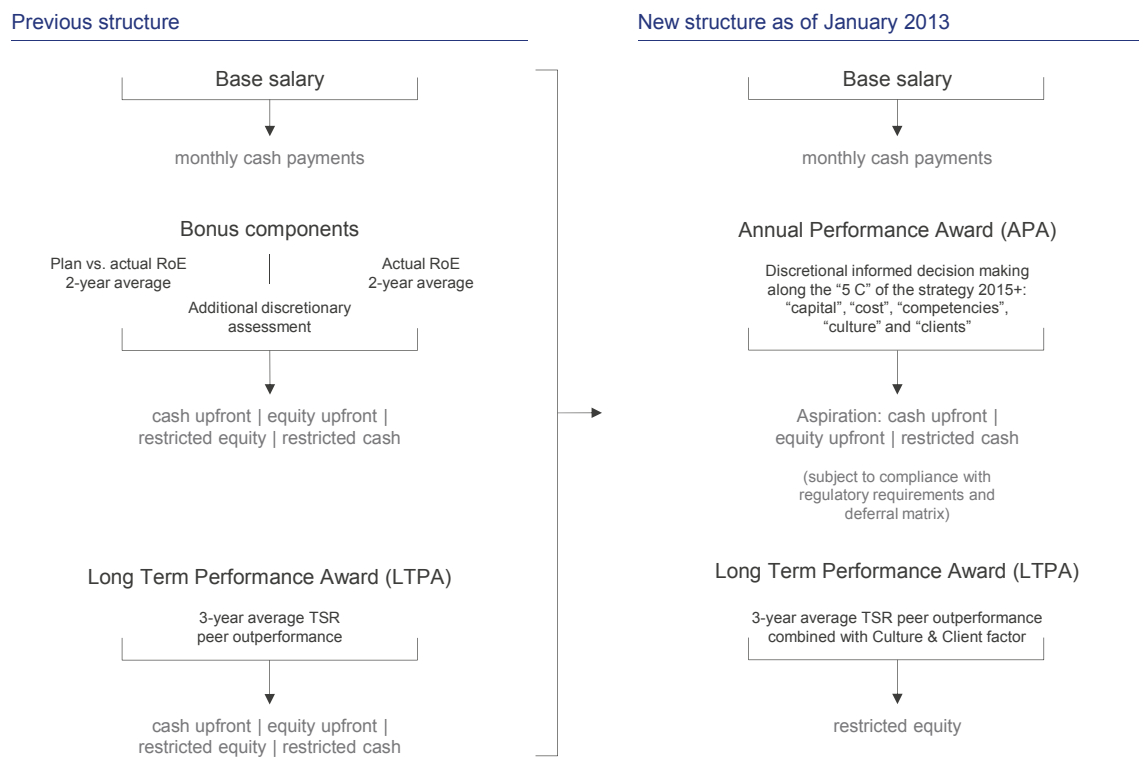 Previous structure
Base salary
monthly cash payments
Bonus components
Plan vs. actual RoE
2-year average
Actual RoE
2-year average
Additional discretionary
assessment
cash upfront | equity upfront |
restricted equity | restricted cash
Long Term Performance Award (LTPA)
3-year average TSR
peer outperformance
cash upfront | equity upfront |
restricted equity | restricted cash
New structure as of January 2013
Base salary
monthly cash payments
Annual Performance Award (APA)
Discretional informed decision making
along the “5 C” of the strategy 2015+:
“capital”, “cost”, “competencies”,
“culture” and “clients”
Aspiration: cash upfront |
equity upfront | restricted cash
(subject to compliance with
regulatory requirements and
deferral matrix)
Long Term Performance Award (LTPA)
3-year average TSR peer outperformance
combined with Culture & Client factor
restricted equity